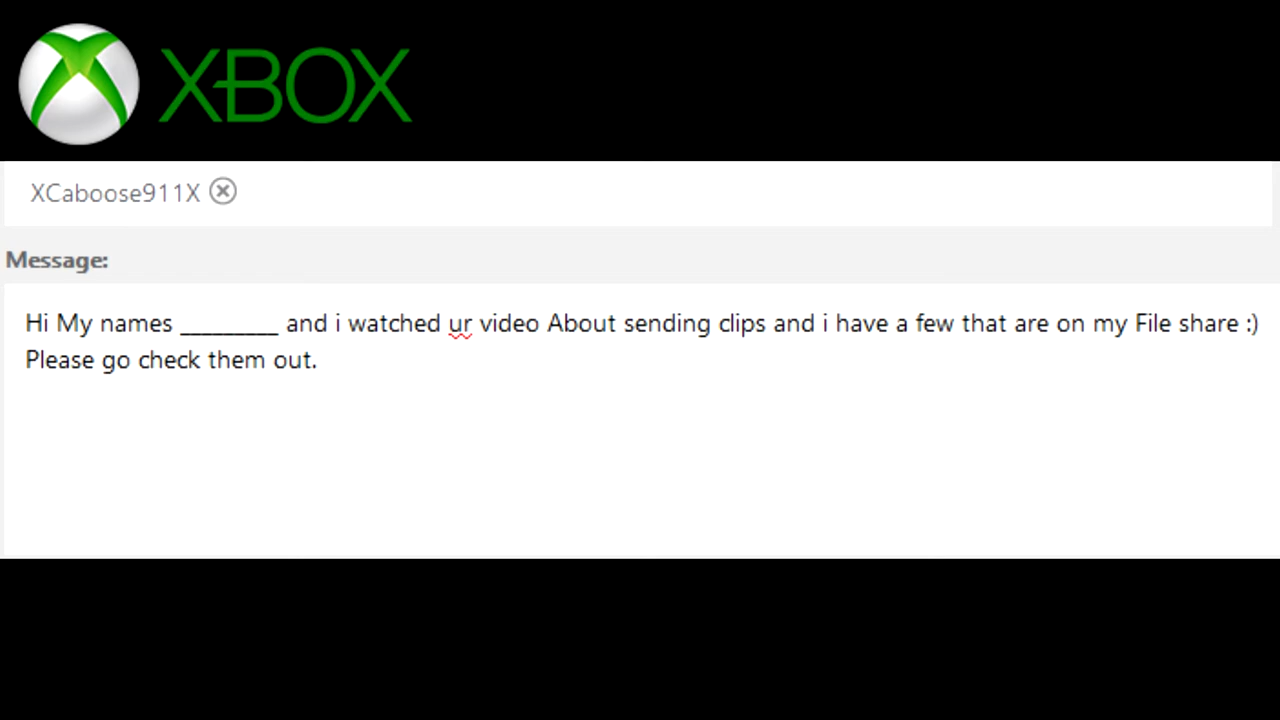 XBOX
XCaboose911X
Message:
Hi My names _________ and i watched ur video About sending clips and i have a few that are on my File share :)
Please go check them out.